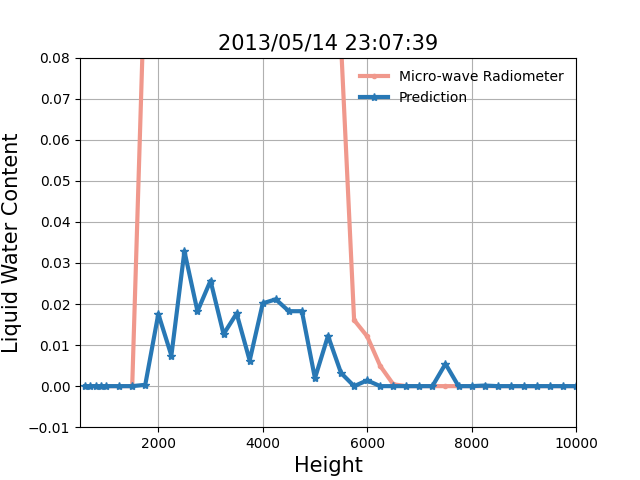 2013/05/14 23:07:39
Micro-wave Radiometer
Prediction
Liquid Water Content
0.08
0.07
0.06
0.05
0.04
0.03
0.02
0.01
0.00
−0.01
2000 4000 6000 8000 10000
Height